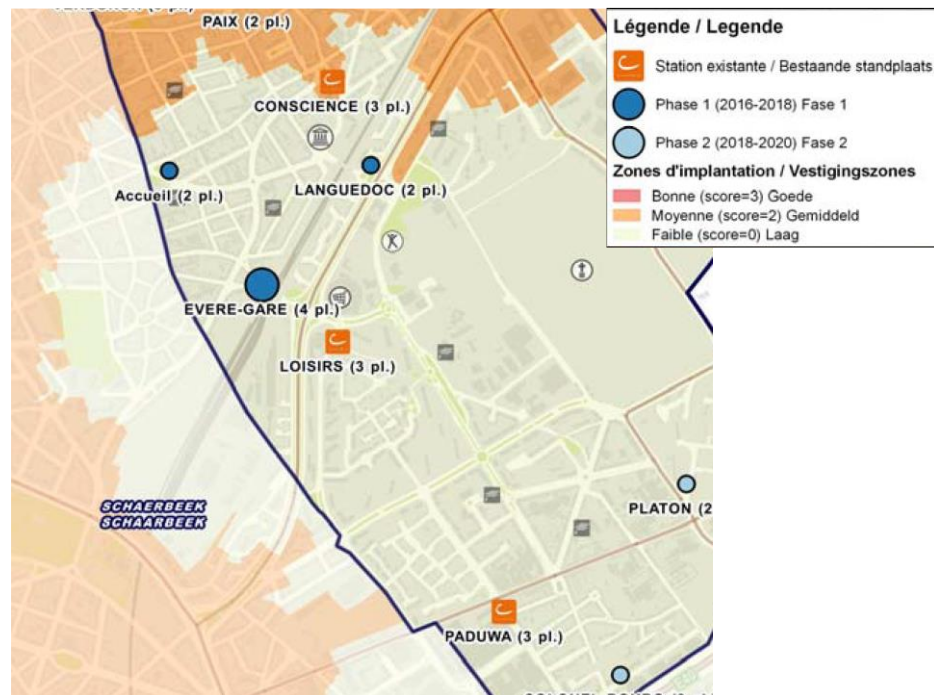 PAIX (2 pl.)
CONSCIENCE (3 pl.)
Accueil (2 pl.)
LANGUEDOC (2 pl.)
EVERE-GARE (4 pl.)
LOISIRS (3 pl.)
SCHAERBEEK
SCHAARBEEK
PLATON (2
PADUWA (3 pl.)
Légende / Legende
Station existante / Bestaande standplaats
Phase 1 (2016-2018) Fase 1
Phase 2 (2018-2020) Fase 2
Zones d'implantation / Vestigingszones
Bonne (score=3) Goede
Moyenne (score=2) Gemiddeld
Faible (score=0) Laag